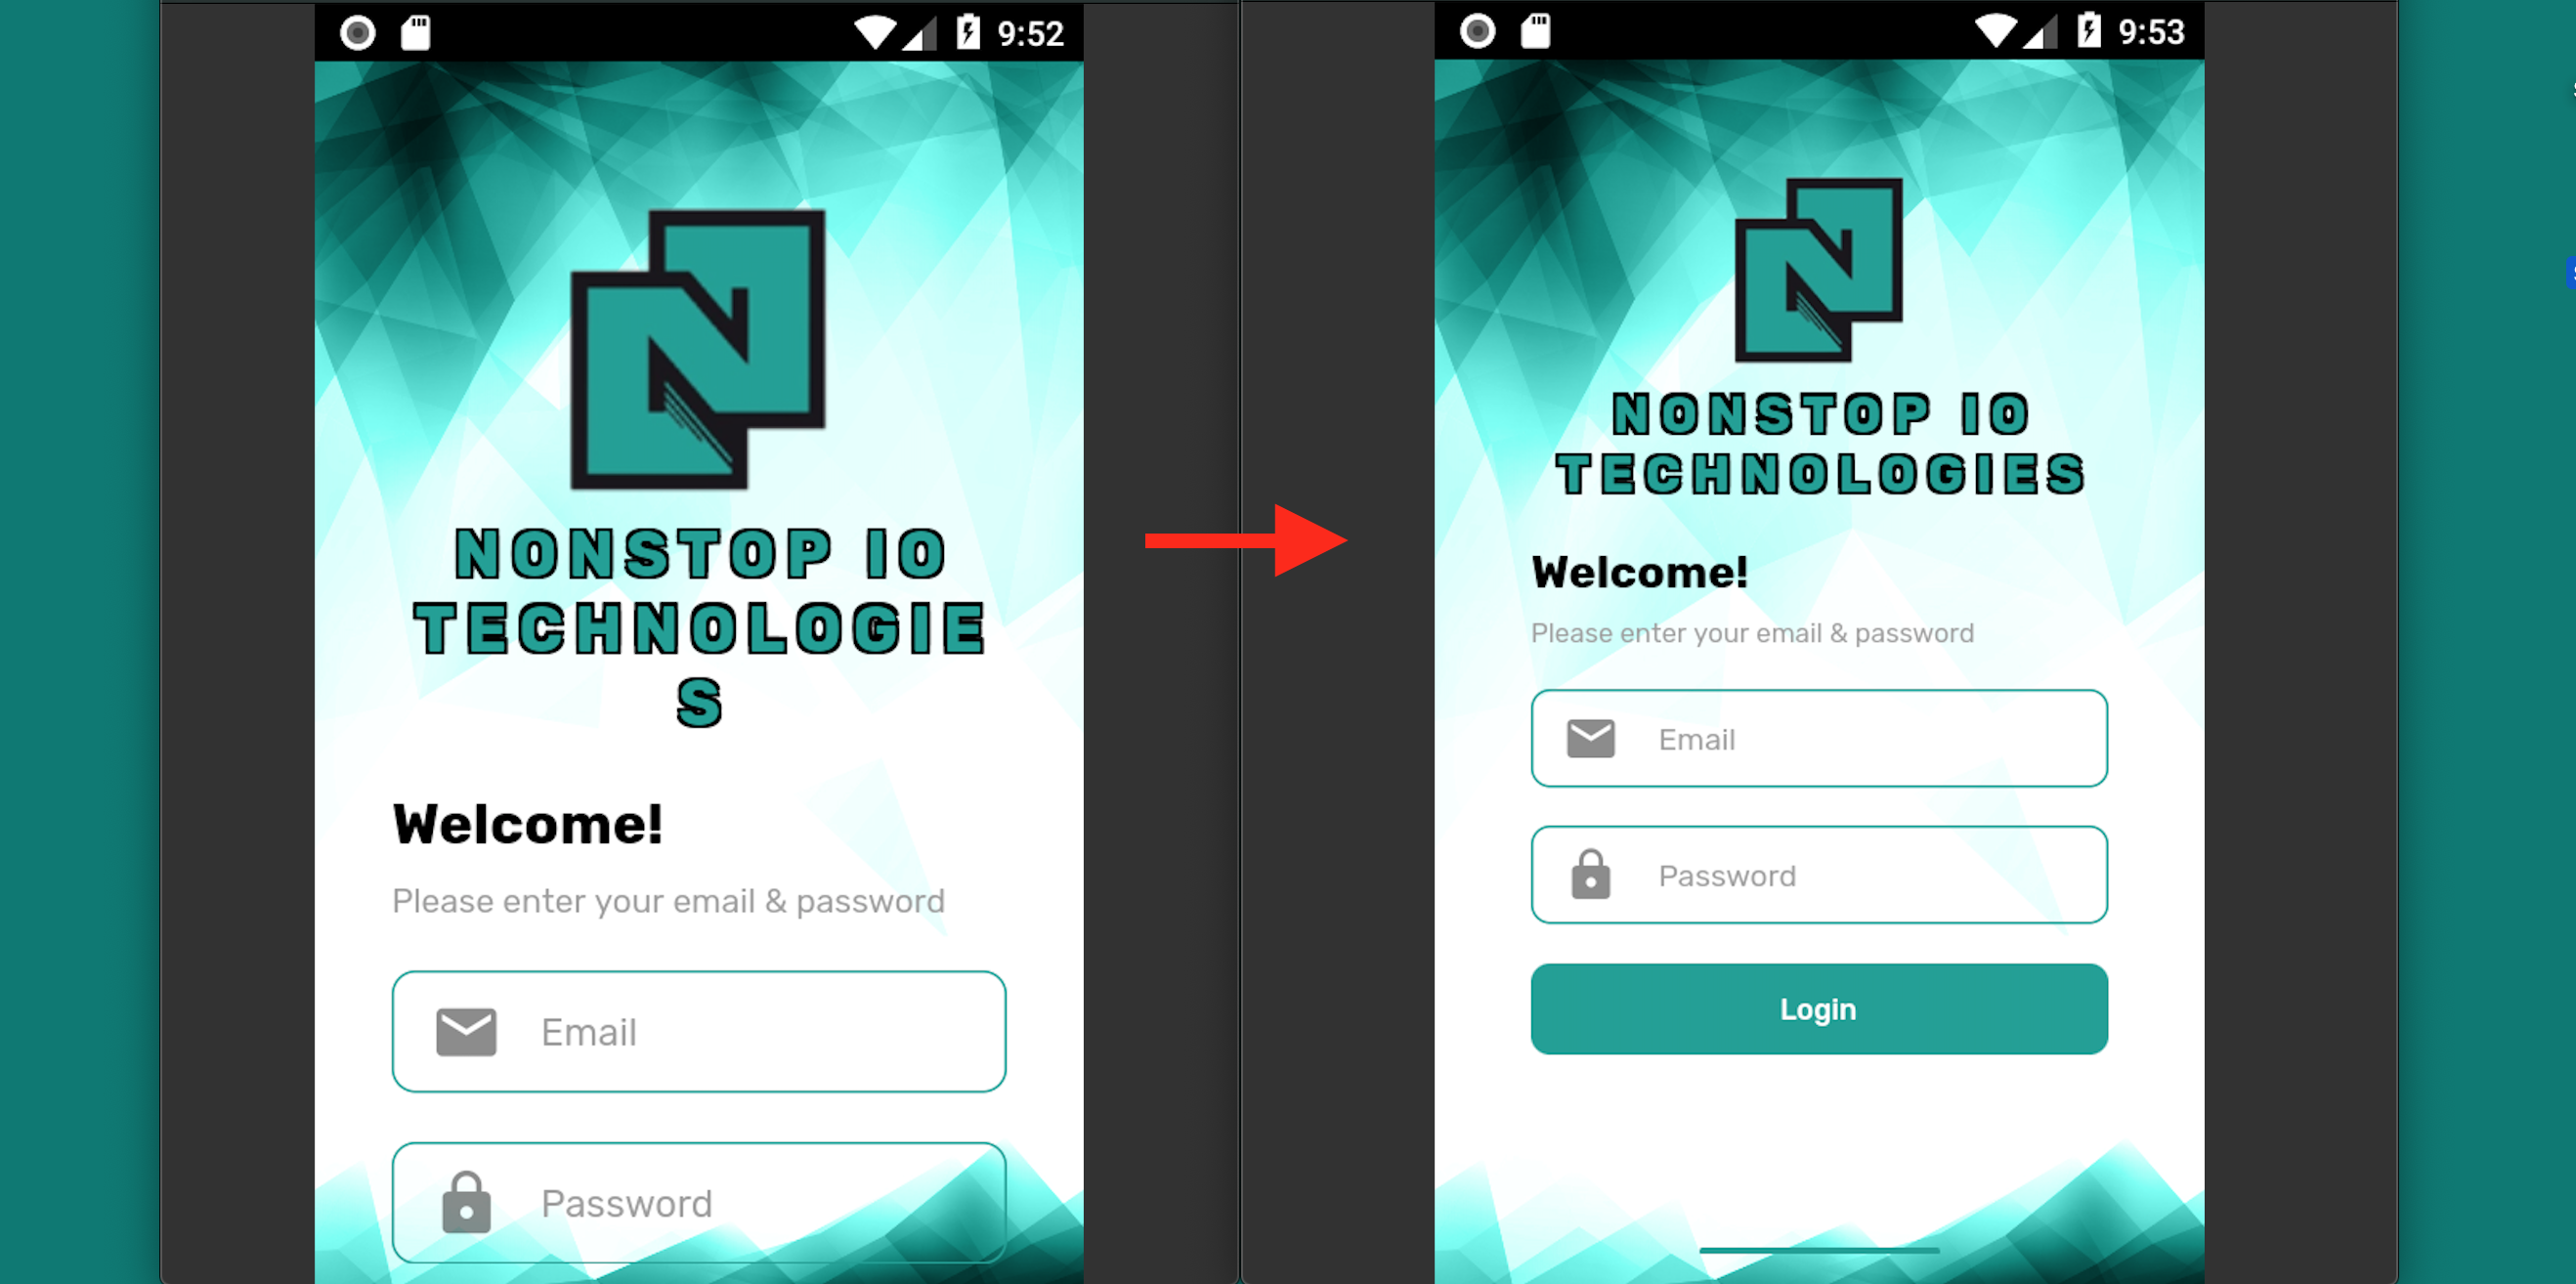 9:52
N
NONSTOP IO
TECHNOLOGIE
S
Welcome!
Please enter your email & password
Email
Password
9:53
N
NONSTOP IO
TECHNOLOGIES
Welcome!
Please enter your email & password
Email
Password
Login